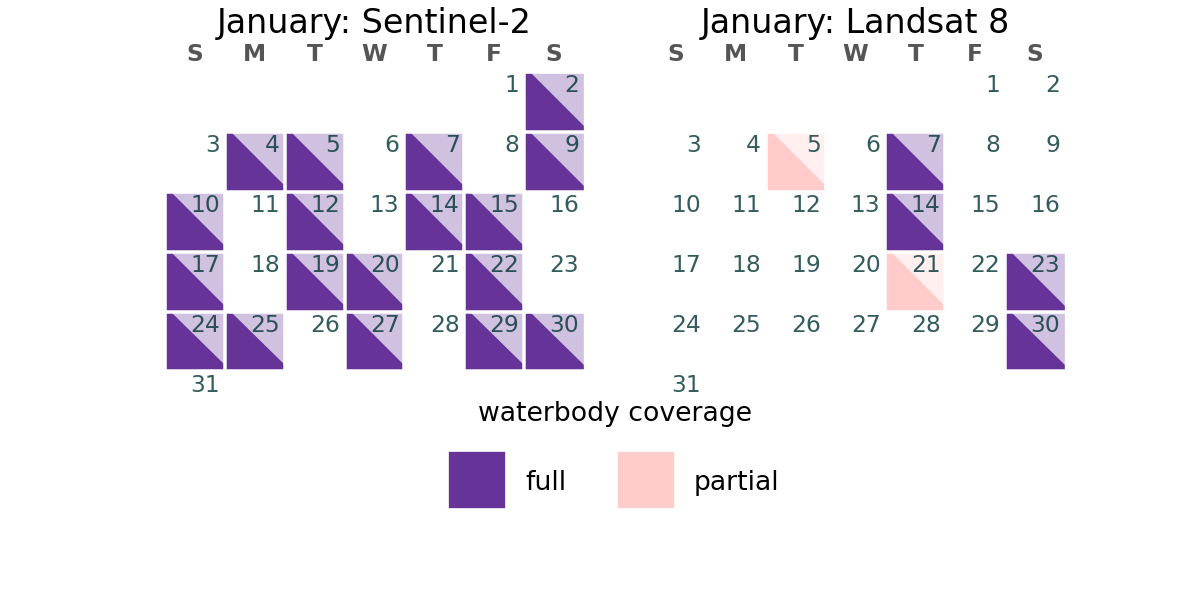 January: Sentinel-2
S M T W T F S
1 2
3 4 5 6 7 8 9
10 11 12 13 14 15 16
17 18 19 20 21 22 23
24 25 26 27 28 29 30
31
January: Landsat 8
S M T W T F S
1 2
3 4 5 6 7 8 9
10 11 12 13 14 15 16
17 18 19 20 21 22 23
24 25 26 27 28 29 30
31
waterbody coverage
full partial